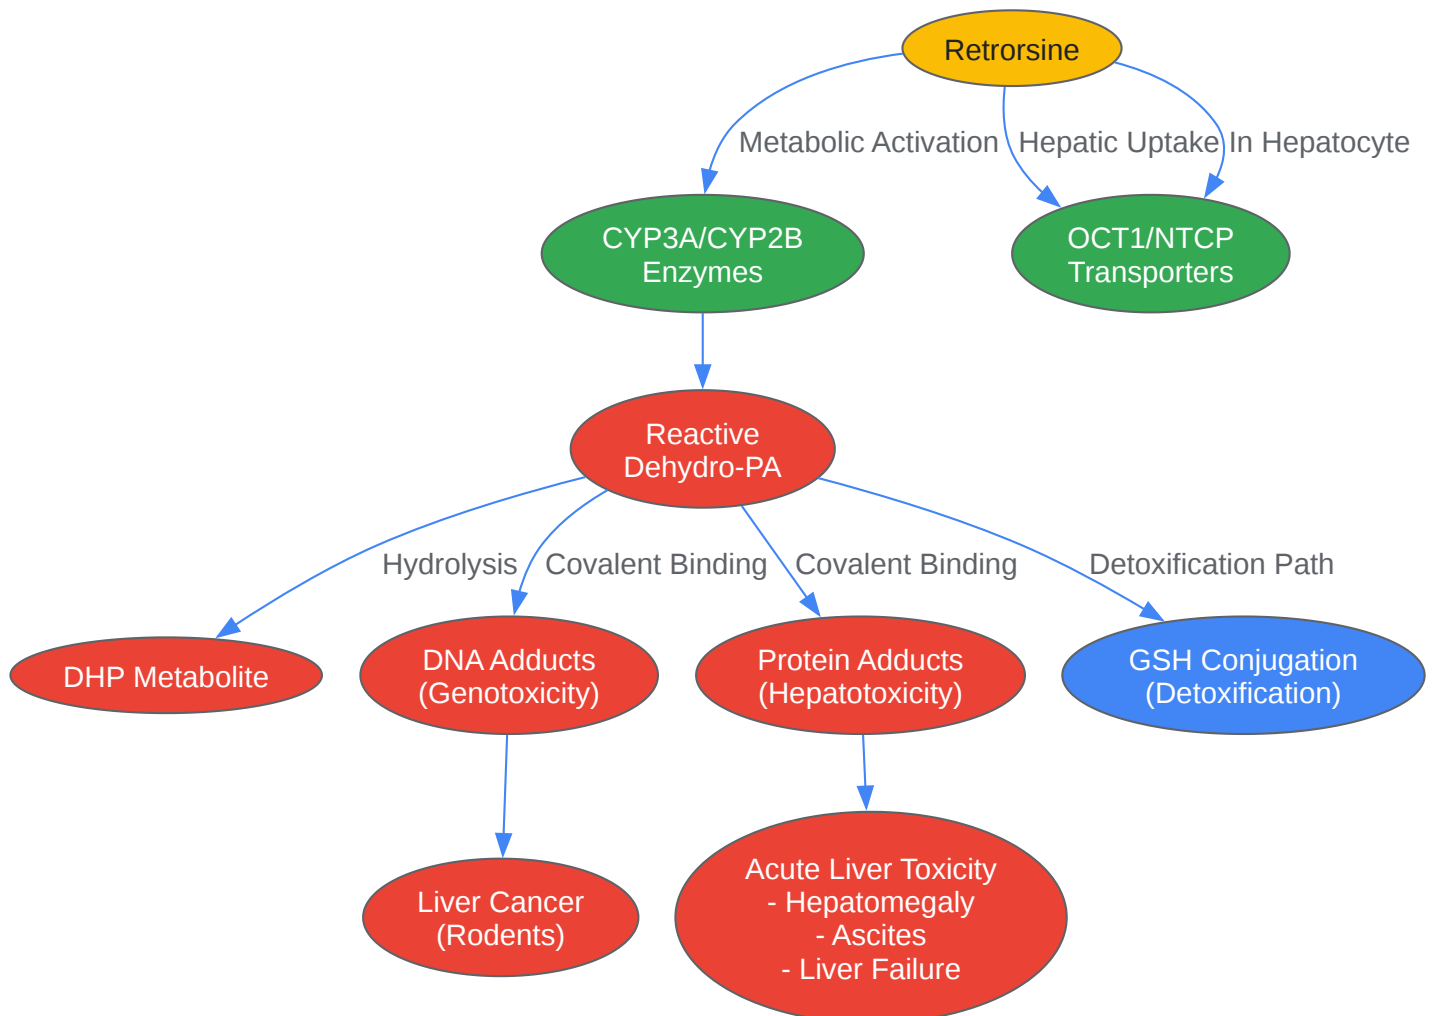 Retrorsine
Metabolic Activation
Hepatic Uptake
In Hepatocyte
CYP3A/CYP2B
Enzymes
OCT1/NTCP
Transporters
Reactive
Dehydro-PA
Hydrolysis
Covalent Binding
Covalent Binding
Detoxification Path
DHP Metabolite
DNA Adducts
(Genotoxicity)
Protein Adducts
(Hepatotoxicity)
GSH Conjugation
(Detoxification)
Liver Cancer
(Rodents)
Acute Liver Toxicity
- Hepatomegaly
- Ascites
- Liver Failure